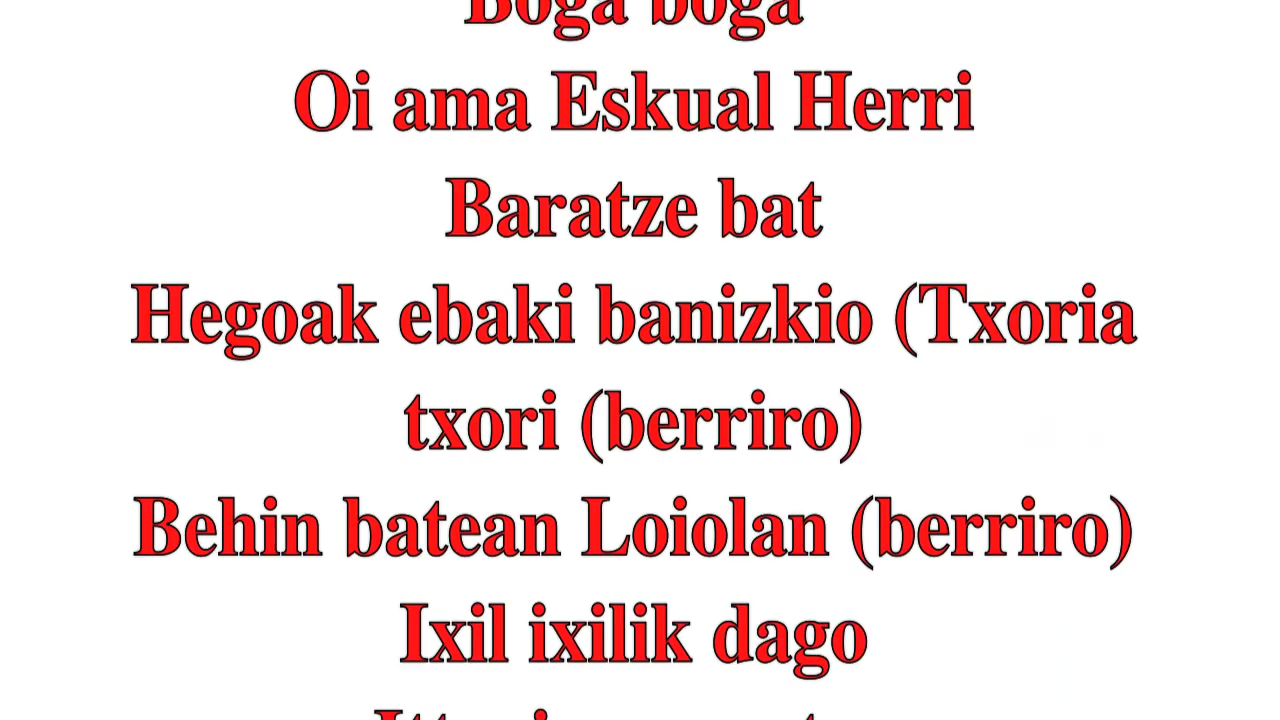 Boga boga
Oi ama Eskual Herri
Baratze bat
Hegoak ebaki banizkio (Txoria
txori (berriro)
Behin batean Loiolan (berriro)
Ixil ixilik dago